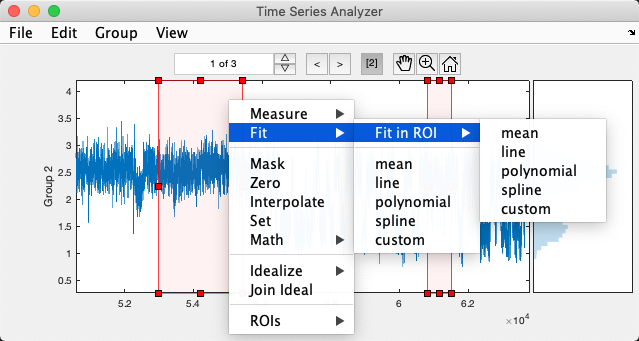 Time Series Analyzer
File Edit Group View
1 of 3 < > [2]
Measure
Fit
Mask
Zero
Interpolate
Set
Math
Idealize
Join Ideal
ROIs
Fit in ROI
mean
line
polynomial
spline
custom
mean
line
polynomial
spline
custom
Group 2
4
3.5
3
2.5
2
1.5
1
0.5
5.2
5.4
6
6.2
×10⁴